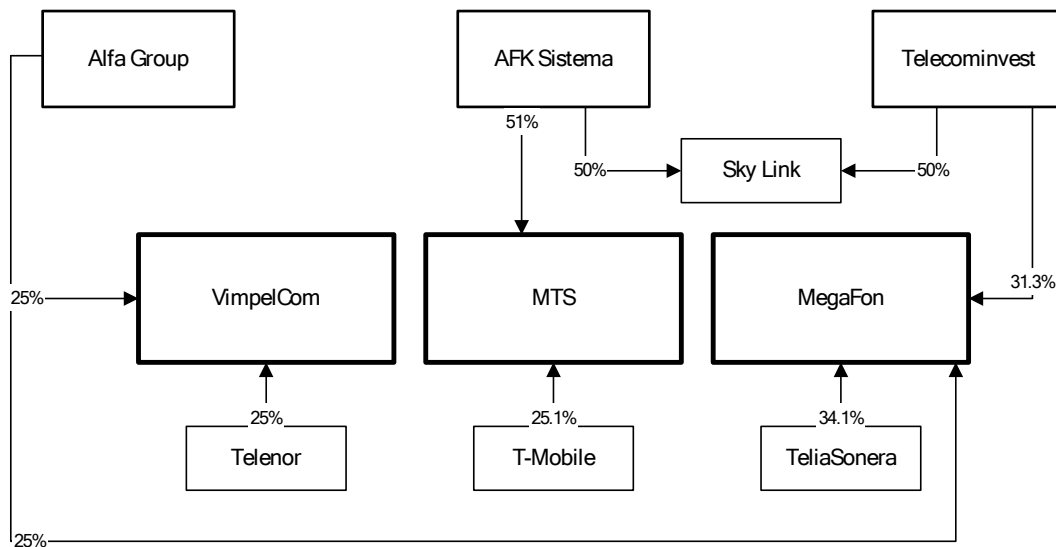 Alfa Group
AFK Sistema
Telecominvest
51%
50%
Sky Link
50%
31.3%
25%
VimpelCom
MTS
MegaFon
25%
25.1%
34.1%
Telenor
T-Mobile
TeliaSonera
25%